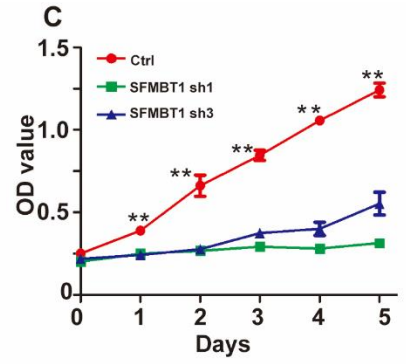 C
1.5
1.0
0.5
0
OD value
Ctrl
SFMBT1 sh1
SFMBT1 sh3
**
**
**
**
**
0 1 2 3 4 5
Days